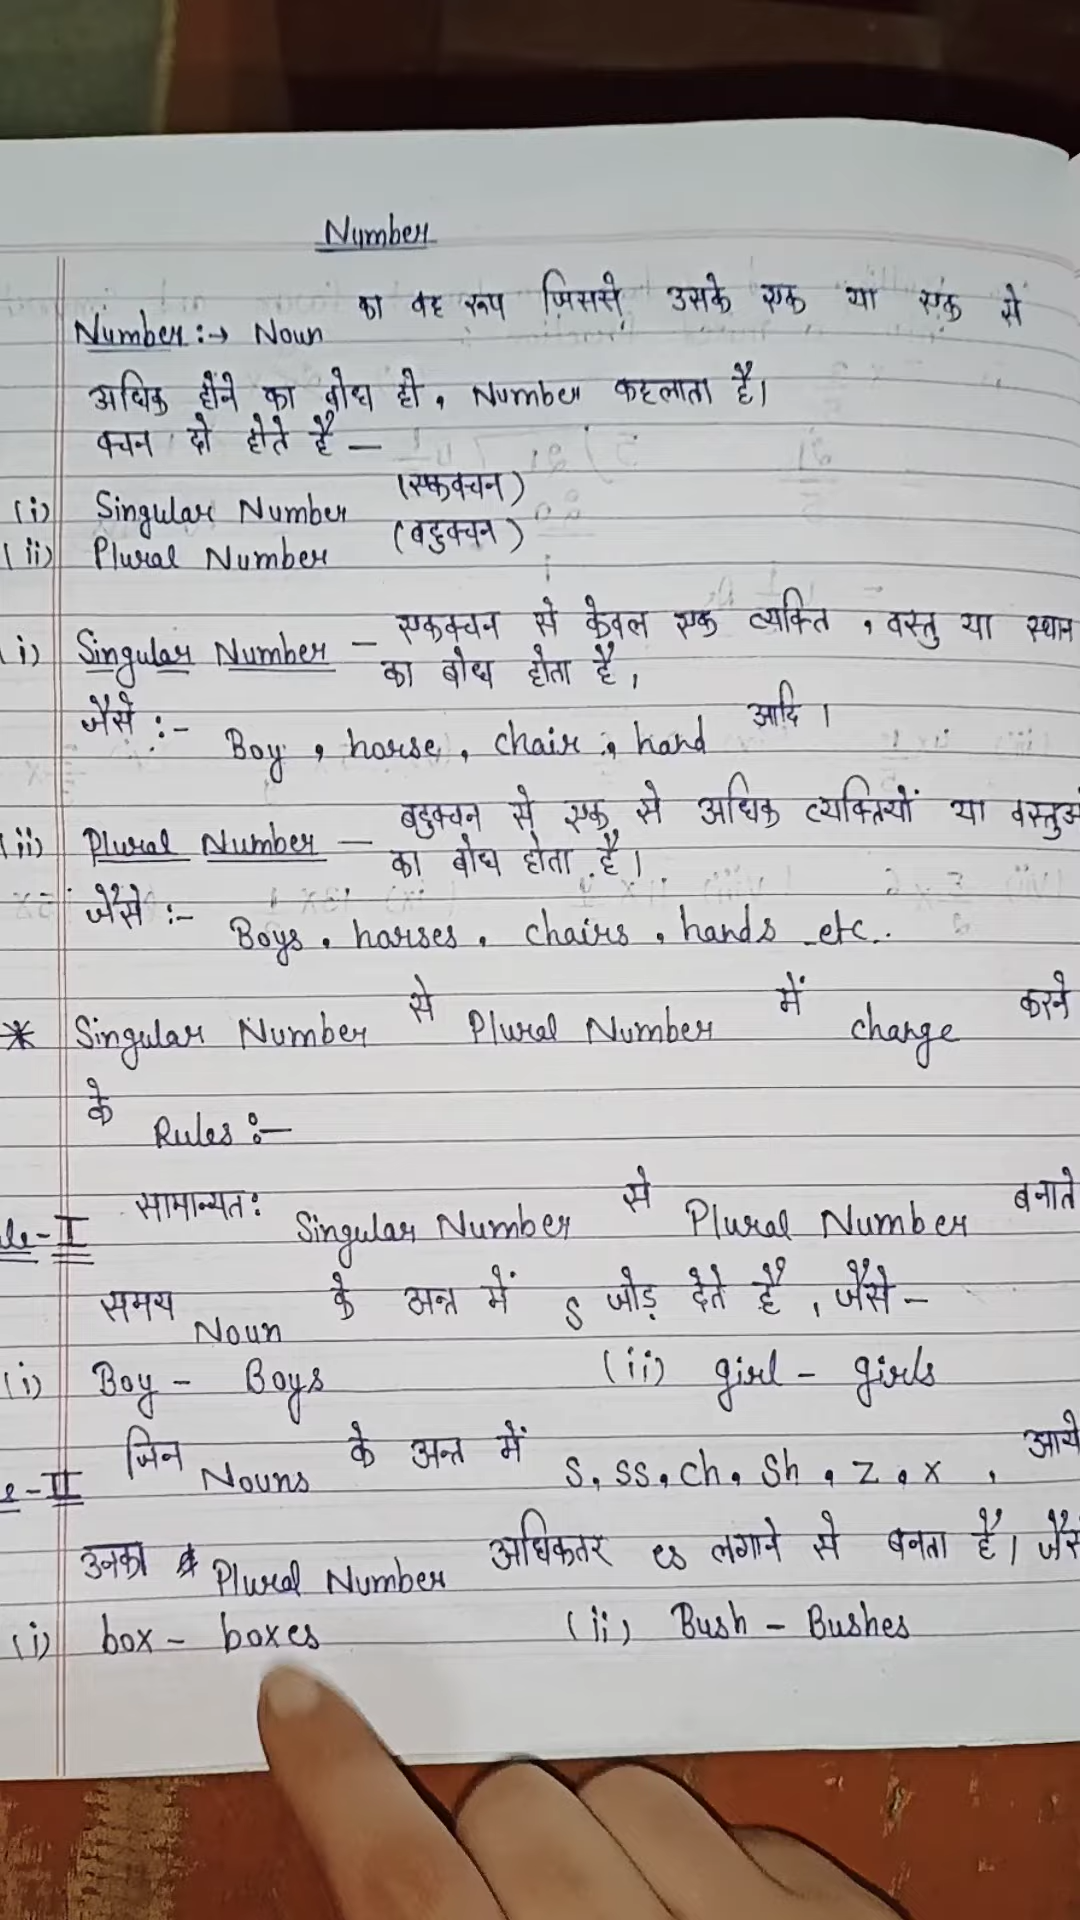 Number
Number :→ Noun का वह रूप जिससे उसके एक या एक से
अधिक होने का बोध हो, Number कहलाता है।
वचन दो होते हैं —
(i) Singular Number (एकवचन)
(ii) Plural Number (बहुवचन)
i) Singular Number — एकवचन से केवल एक व्यक्ति, वस्तु या स्थान
का बोध होता है,
जैसे :- Boy, horse, chair, hand आदि।
(ii) Plural Number — बहुवचन से एक से अधिक व्यक्तियों या वस्तुओं
का बोध होता है।
जैसे :- Boys, horses, chairs, hands etc.
* Singular Number से Plural Number में change करने
के Rules :-
le-I सामान्यतः Singular Number से Plural Number बनाते
समय Noun के अन्त में s जोड़ देते हैं, जैसे -
(i) Boy - Boys (ii) girl - girls
e-II जिन Nouns के अन्त में s, ss, ch, sh, z, x, आये
उनका Plural Number अधिकतर es लगाने से बनता है। जैसे
(i) box - boxes (ii) Bush - Bushes